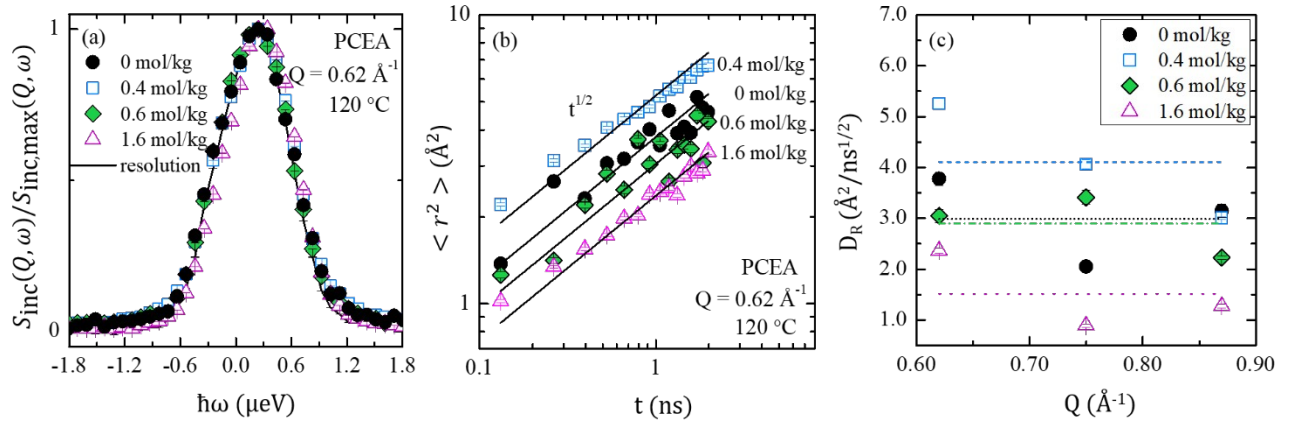 (a)
PCEA
Q = 0.62 Å⁻¹
120 °C
0 mol/kg
0.4 mol/kg
0.6 mol/kg
1.6 mol/kg
resolution
S_inc(Q, ω)/S_inc,max(Q, ω)
1
0
-1.8 -1.2 -0.6 0.0 0.6 1.2 1.8
ħω (μeV)
(b)
t^1/2
0.4 mol/kg
0 mol/kg
0.6 mol/kg
1.6 mol/kg
PCEA
Q = 0.62 Å⁻¹
120 °C
< r² > (Å²)
10
1
0.1 1
t (ns)
(c)
0 mol/kg
0.4 mol/kg
0.6 mol/kg
1.6 mol/kg
D_R (Å²/ns^1/2)
7.0
6.0
5.0
4.0
3.0
2.0
1.0
0.60 0.70 0.80 0.90
Q (Å⁻¹)